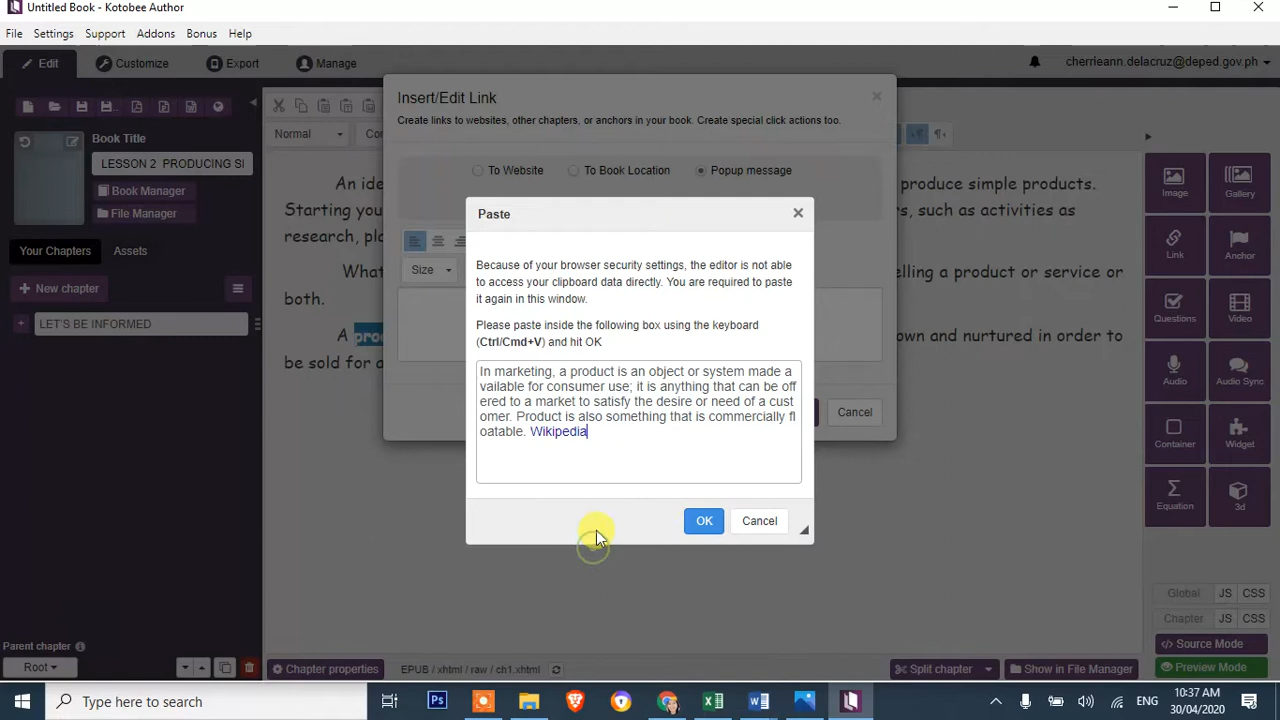 Untitled Book - Kotobee Author
File Settings Support Addons Bonus Help
Edit Customize Export Manage
cherrieann.delacruz@deped.gov.ph
Book Title
LESSON 2 PRODUCING SI
Book Manager
File Manager
Your Chapters Assets
New chapter
LET'S BE INFORMED
Parent chapter
Root
Normal
Insert/Edit Link
Create links to websites, other chapters, or anchors in your book. Create special click actions too.
To Website To Book Location Popup message
Size
Cancel
An ide
produce simple products.
Starting you
rs, such as activities as
research, pla
What
elling a product or service or
both.
A
own and nurtured in order to
be sold for a
Paste
Because of your browser security settings, the editor is not able
to access your clipboard data directly. You are required to paste
it again in this window.
Please paste inside the following box using the keyboard
(Ctrl/Cmd+V) and hit OK
In marketing, a product is an object or system made a
vailable for consumer use; it is anything that can be off
ered to a market to satisfy the desire or need of a cust
omer. Product is also something that is commercially fl
oatable. Wikipedia
OK Cancel
Image Gallery
Link Anchor
Questions Video
Audio Audio Sync
Container Widget
Equation 3d
Global JS CSS
Chapter JS CSS
Source Mode
Preview Mode
Chapter properties EPUB / xhtml / raw / ch1.xhtml Split chapter Show in File Manager
Type here to search
ENG
10:37 AM
30/04/2020